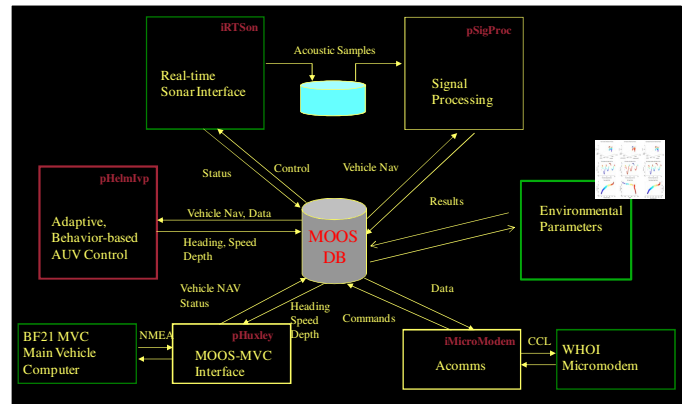 iRTSon
Real-time
Sonar Interface
Acoustic Samples
pSigProc
Signal
Processing
Status
Control
Vehicle Nav
Results
pHelmIvp
Adaptive,
Behavior-based
AUV Control
Vehicle Nav, Data
Heading, Speed
Depth
MOOS
DB
Environmental
Parameters
Vehicle NAV
Status
Heading
Speed
Depth
Commands
Data
BF21 MVC
Main Vehicle
Computer
NMEA
pHuxley
MOOS-MVC
Interface
iMicroModem
Acomms
CCL
WHOI
Micromodem